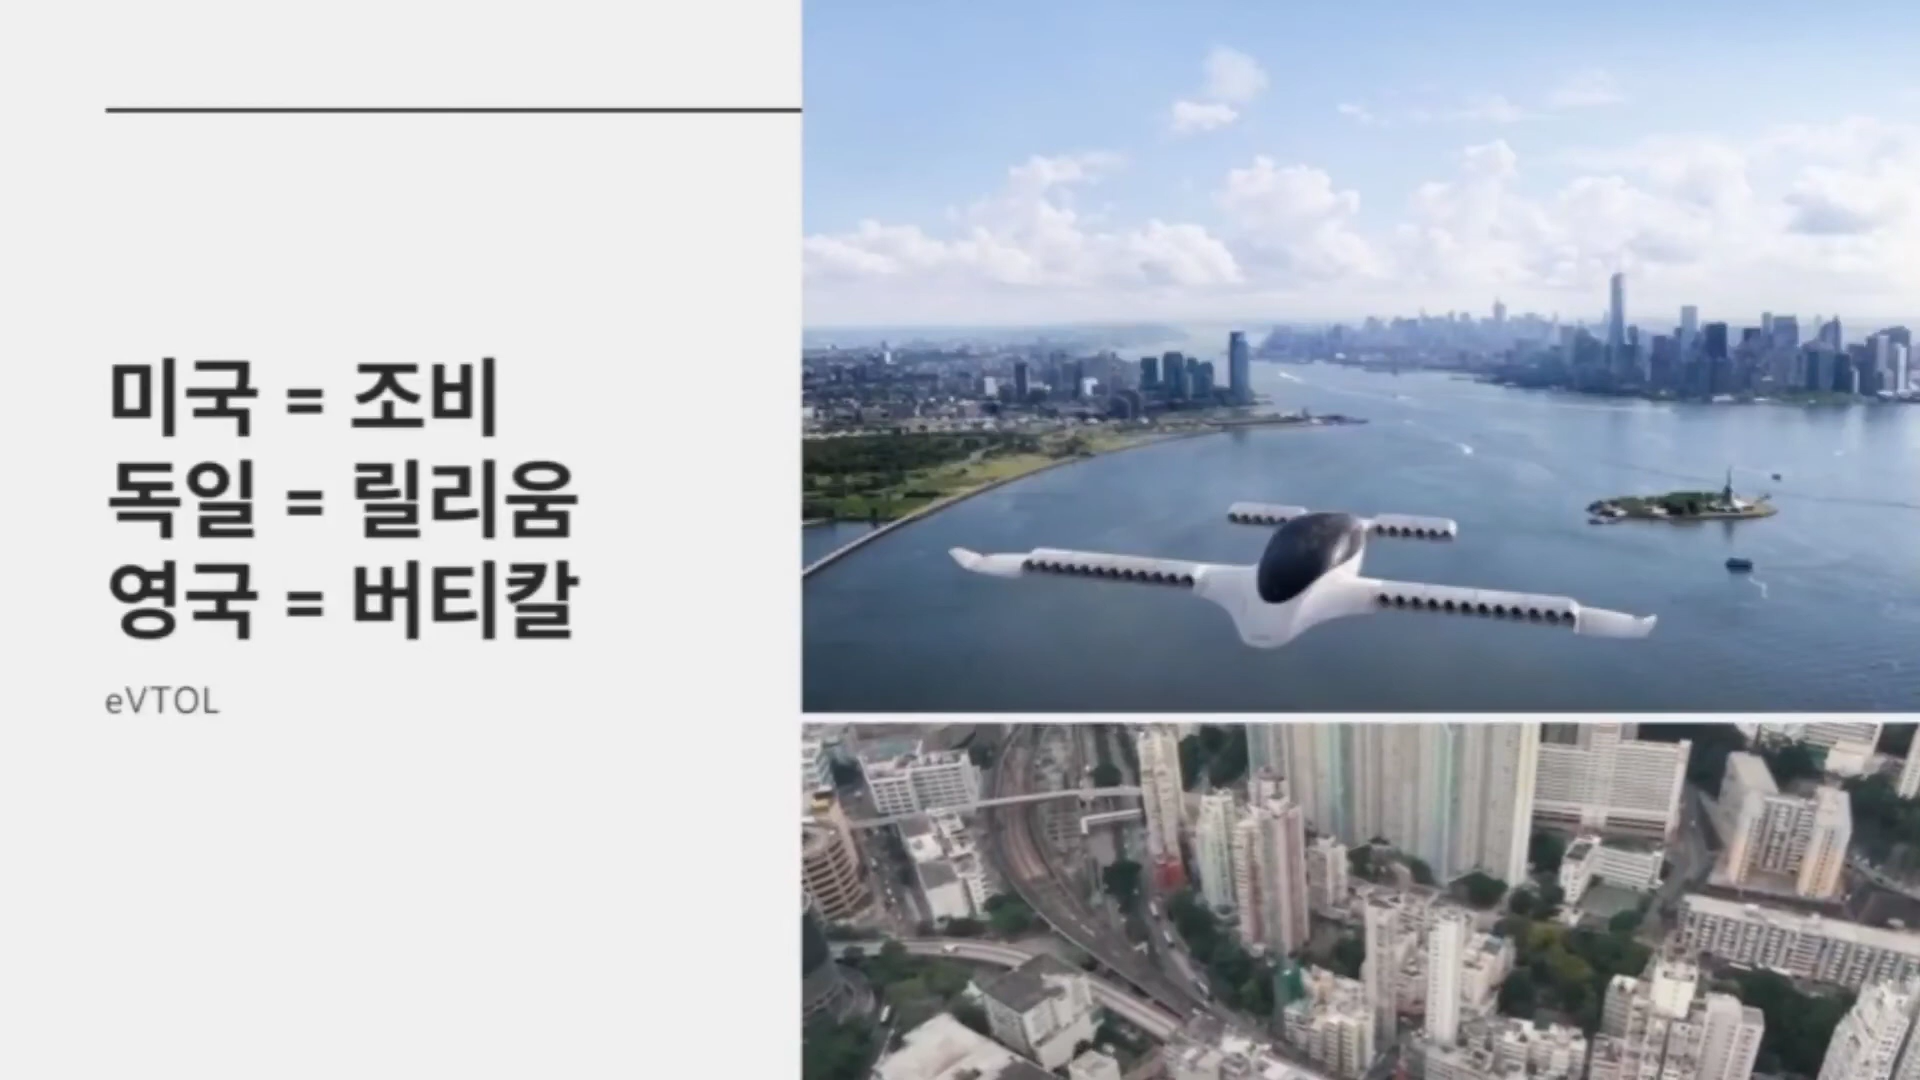 미국 = 조비
독일 = 릴리움
영국 = 버티칼
eVTOL